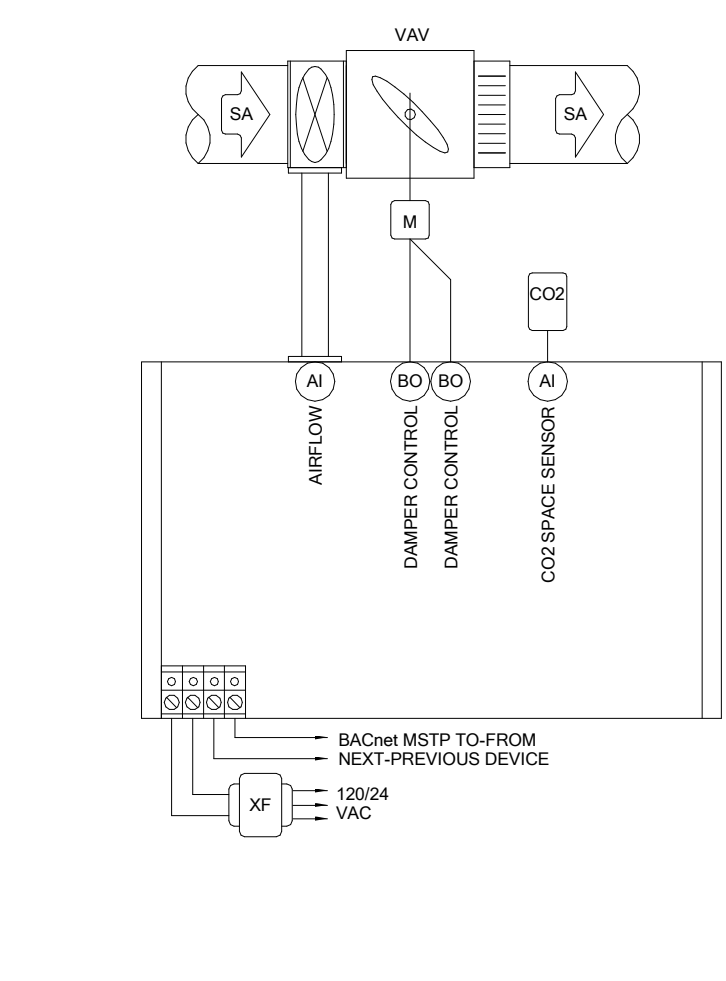 VAV
SA
SA
M
CO2
AI
BO
BO
AI
AIRFLOW
DAMPER CONTROL
DAMPER CONTROL
CO2 SPACE SENSOR
BACnet MSTP TO-FROM
NEXT-PREVIOUS DEVICE
XF
120/24
VAC